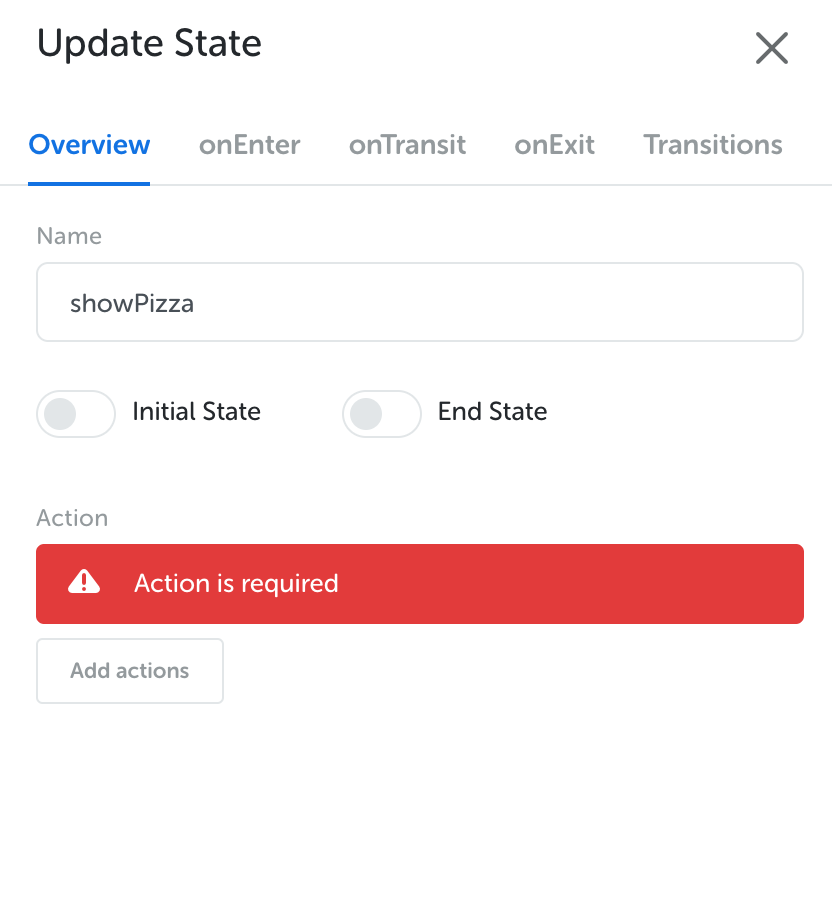 Update State
Overview onEnter onTransit onExit Transitions
Name
showPizza
Initial State End State
Action
Action is required
Add actions